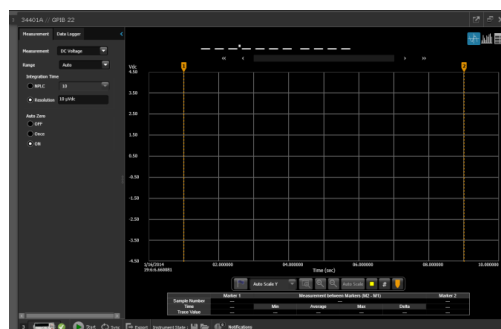 34401A // GPIB 22
Measurement Data Logger
Measurement DC Voltage
Range Auto
Integration Time
NPLC 10
Resolution 10 µVdc
Auto Zero
OFF
Once
ON
Vdc
4.50
3.50
2.50
1.50
0.50
-0.50
-1.50
-2.50
-3.50
-4.50
02.000000 04.000000 06.000000 08.000000 10.000000
Time (sec)
Auto Scale Y Auto Scale
Marker 1 Measurement between Markers (M2 - M1) Marker 2
Sample Number
Time Min Average Max Delta
Trace Value
Start Sync Export Instrument State: Notifications